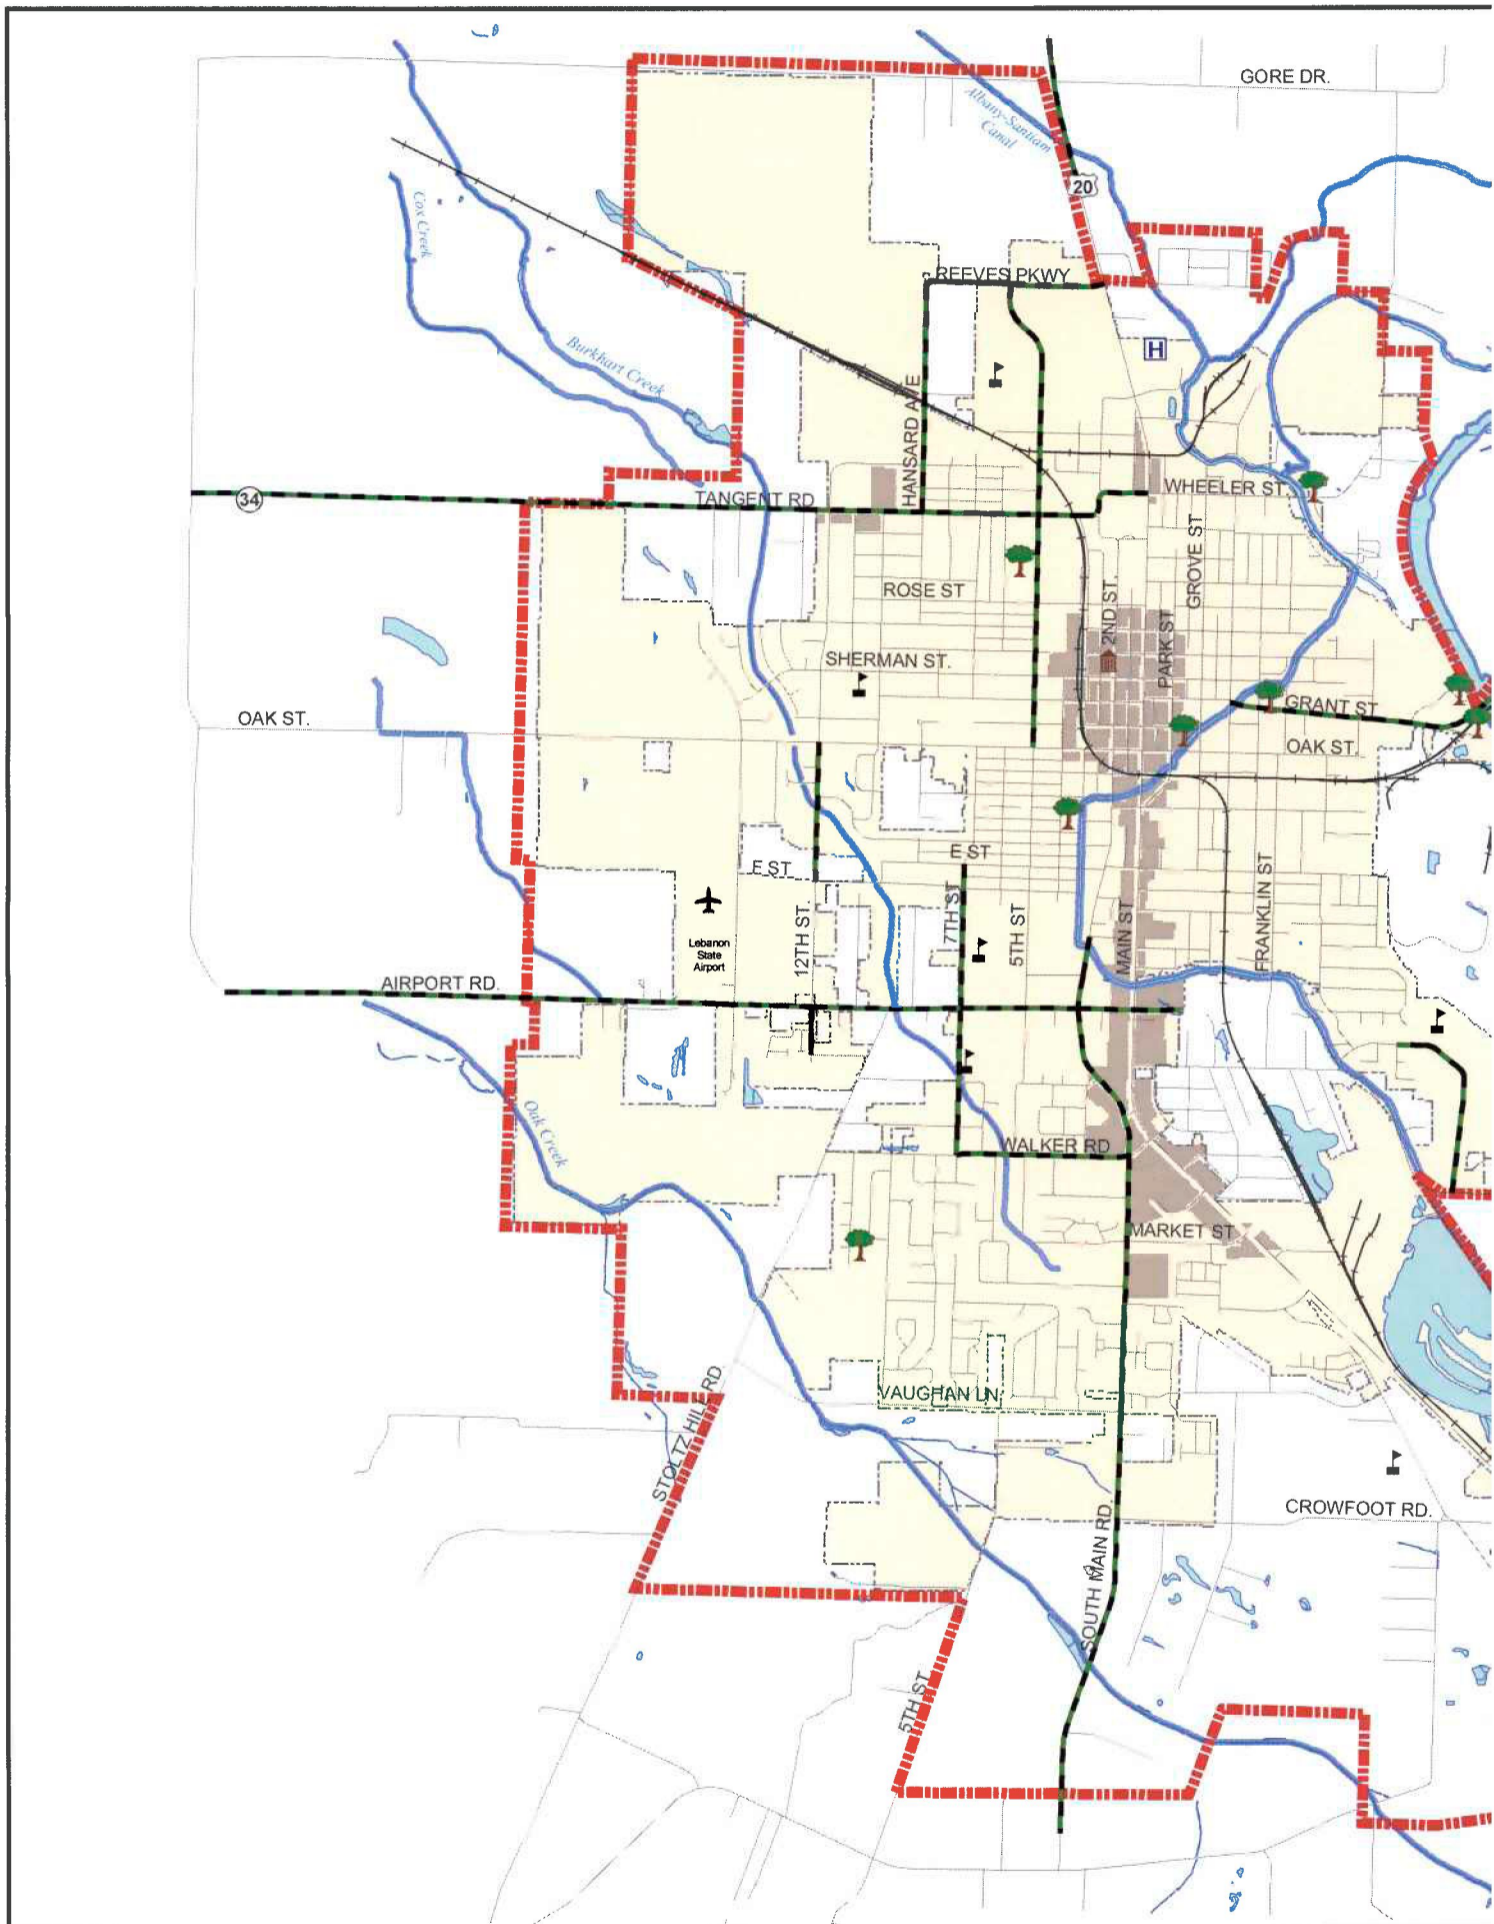 GORE DR.
Albany-Santiam
Canal
20
Cox Creek
REEVES PKWY
Burkhart Creek
H
HANSARD AVE
34
TANGENT RD
WHEELER ST.
GROVE ST
ROSE ST
2ND ST.
PARK ST
SHERMAN ST.
GRANT ST
OAK ST.
OAK ST.
E ST
E ST
FRANKLIN ST
7TH ST
5TH ST
MAIN ST
12TH ST.
Lebanon
State
Airport
AIRPORT RD.
Oak Creek
WALKER RD
MARKET ST
VAUGHAN LN
STOLTZ HILL RD
CROWFOOT RD.
SOUTH MAIN RD.
5TH ST.